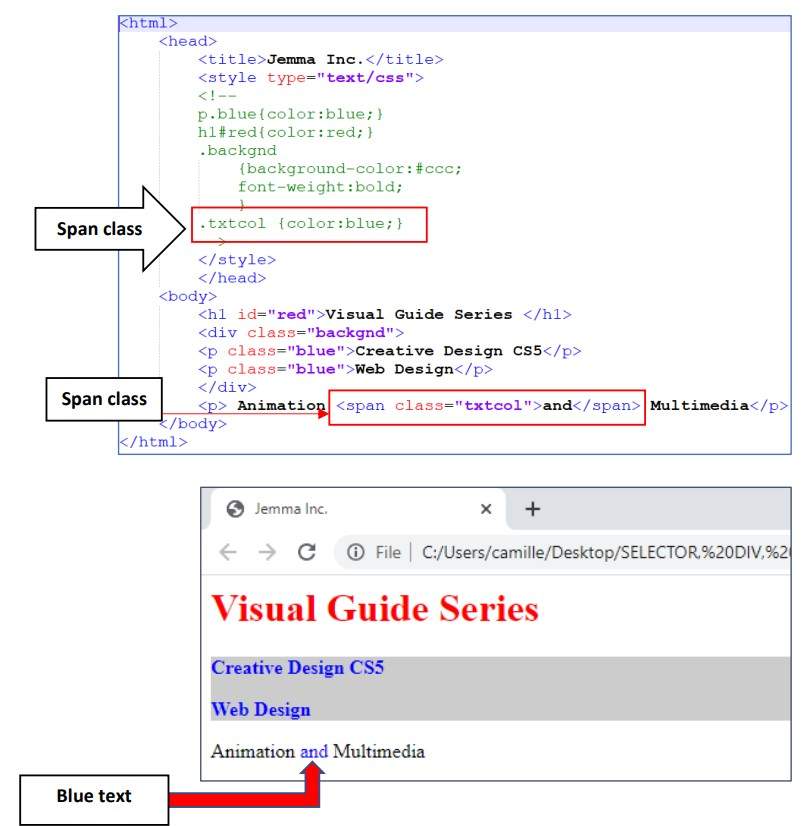 <html>
<head>
<title>Jemma Inc.</title>
<style type="text/css">
<!--
p.blue{color:blue;}
h1#red{color:red;}
.backgnd
{background-color:#ccc;
font-weight:bold;
}
Span class
.txtcol {color:blue;}
>
</style>
</head>
<body>
<h1 id="red">Visual Guide Series </h1>
<div class="backgnd">
<p class="blue">Creative Design CS5</p>
<p class="blue">Web Design</p>
</div>
Span class
<p> Animation <span class="txtcol">and</span> Multimedia</p>
</body>
</html>
Jemma Inc.
File | C:/Users/camille/Desktop/SELECTOR,%20DIV,%20
Visual Guide Series
Creative Design CS5
Web Design
Animation and Multimedia
Blue text